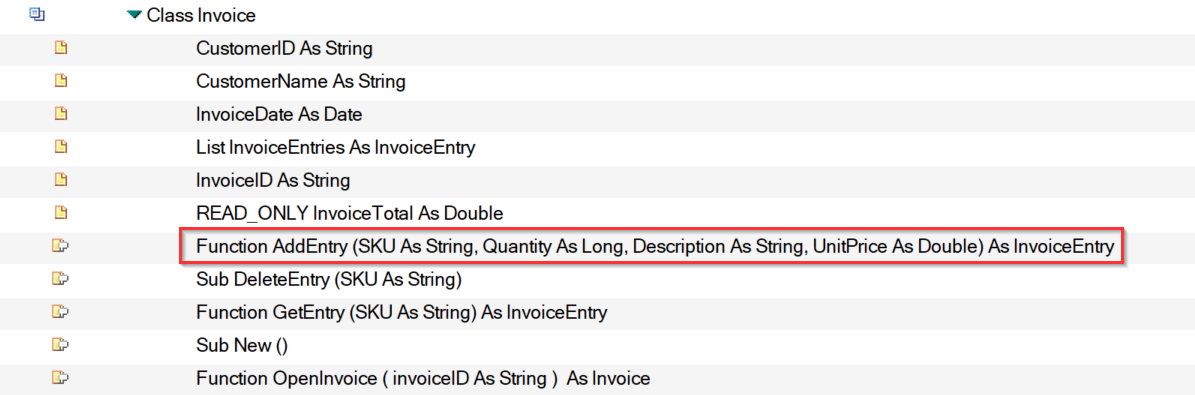 Class Invoice
CustomerID As String
CustomerName As String
InvoiceDate As Date
List InvoiceEntries As InvoiceEntry
InvoiceID As String
READ_ONLY InvoiceTotal As Double
Function AddEntry (SKU As String, Quantity As Long, Description As String, UnitPrice As Double) As InvoiceEntry
Sub DeleteEntry (SKU As String)
Function GetEntry (SKU As String) As InvoiceEntry
Sub New ()
Function OpenInvoice ( invoiceID As String )  As Invoice